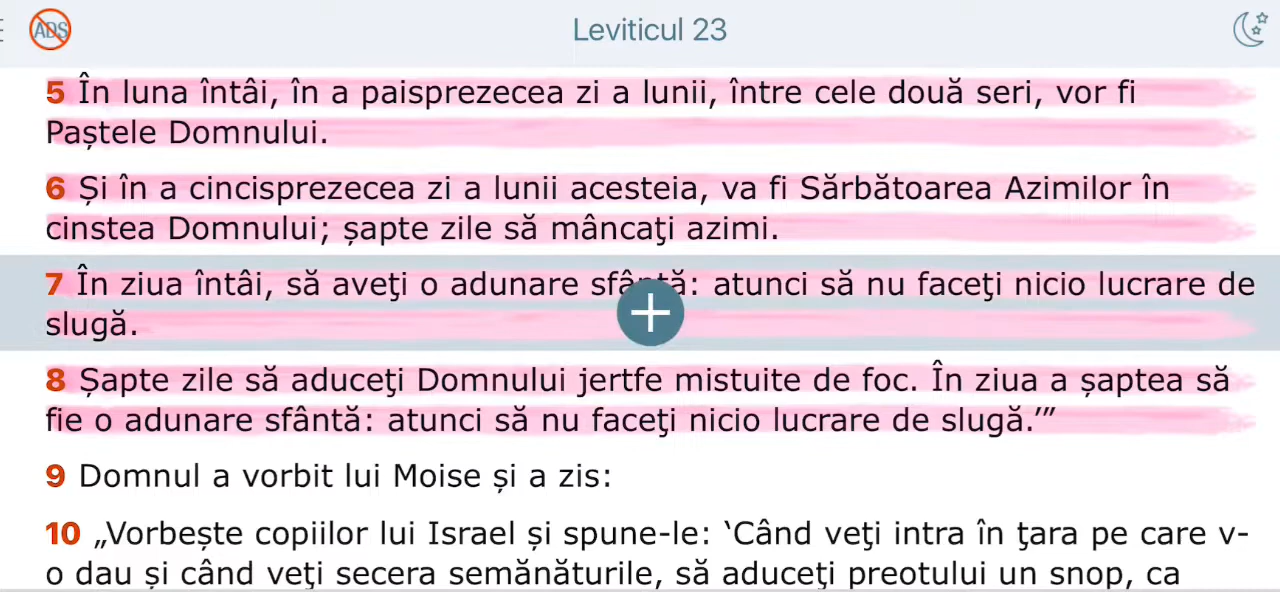 ADS
Leviticul 23
5 În luna întâi, în a paisprezecea zi a lunii, între cele două seri, vor fi
Paștele Domnului.
6 Și în a cincisprezecea zi a lunii acesteia, va fi Sărbătoarea Azimilor în
cinstea Domnului; șapte zile să mâncaţi azimi.
7 În ziua întâi, să aveţi o adunare sfântă: atunci să nu faceţi nicio lucrare de
slugă.
8 Șapte zile să aduceţi Domnului jertfe mistuite de foc. În ziua a șaptea să
fie o adunare sfântă: atunci să nu faceţi nicio lucrare de slugă.’”
9 Domnul a vorbit lui Moise și a zis:
10 „Vorbește copiilor lui Israel și spune-le: ‛Când veţi intra în ţara pe care v-
o dau și când veţi secera semănăturile, să aduceţi preotului un snop, ca